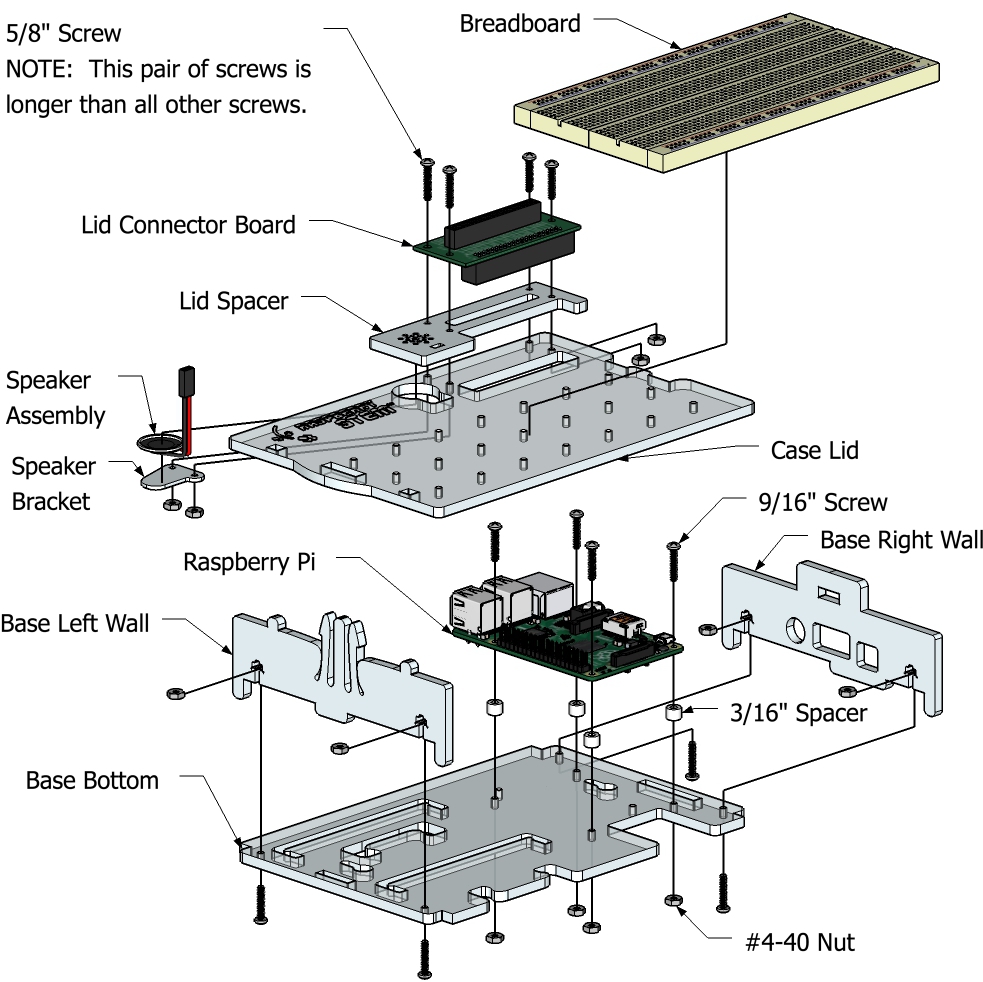 5/8" Screw
NOTE:  This pair of screws is
longer than all other screws.
Breadboard
Lid Connector Board
Lid Spacer
Speaker
Assembly
RASPBERRY
STEM
Speaker
Bracket
Case Lid
9/16" Screw
Base Right Wall
Raspberry Pi
Base Left Wall
3/16" Spacer
Base Bottom
#4-40 Nut